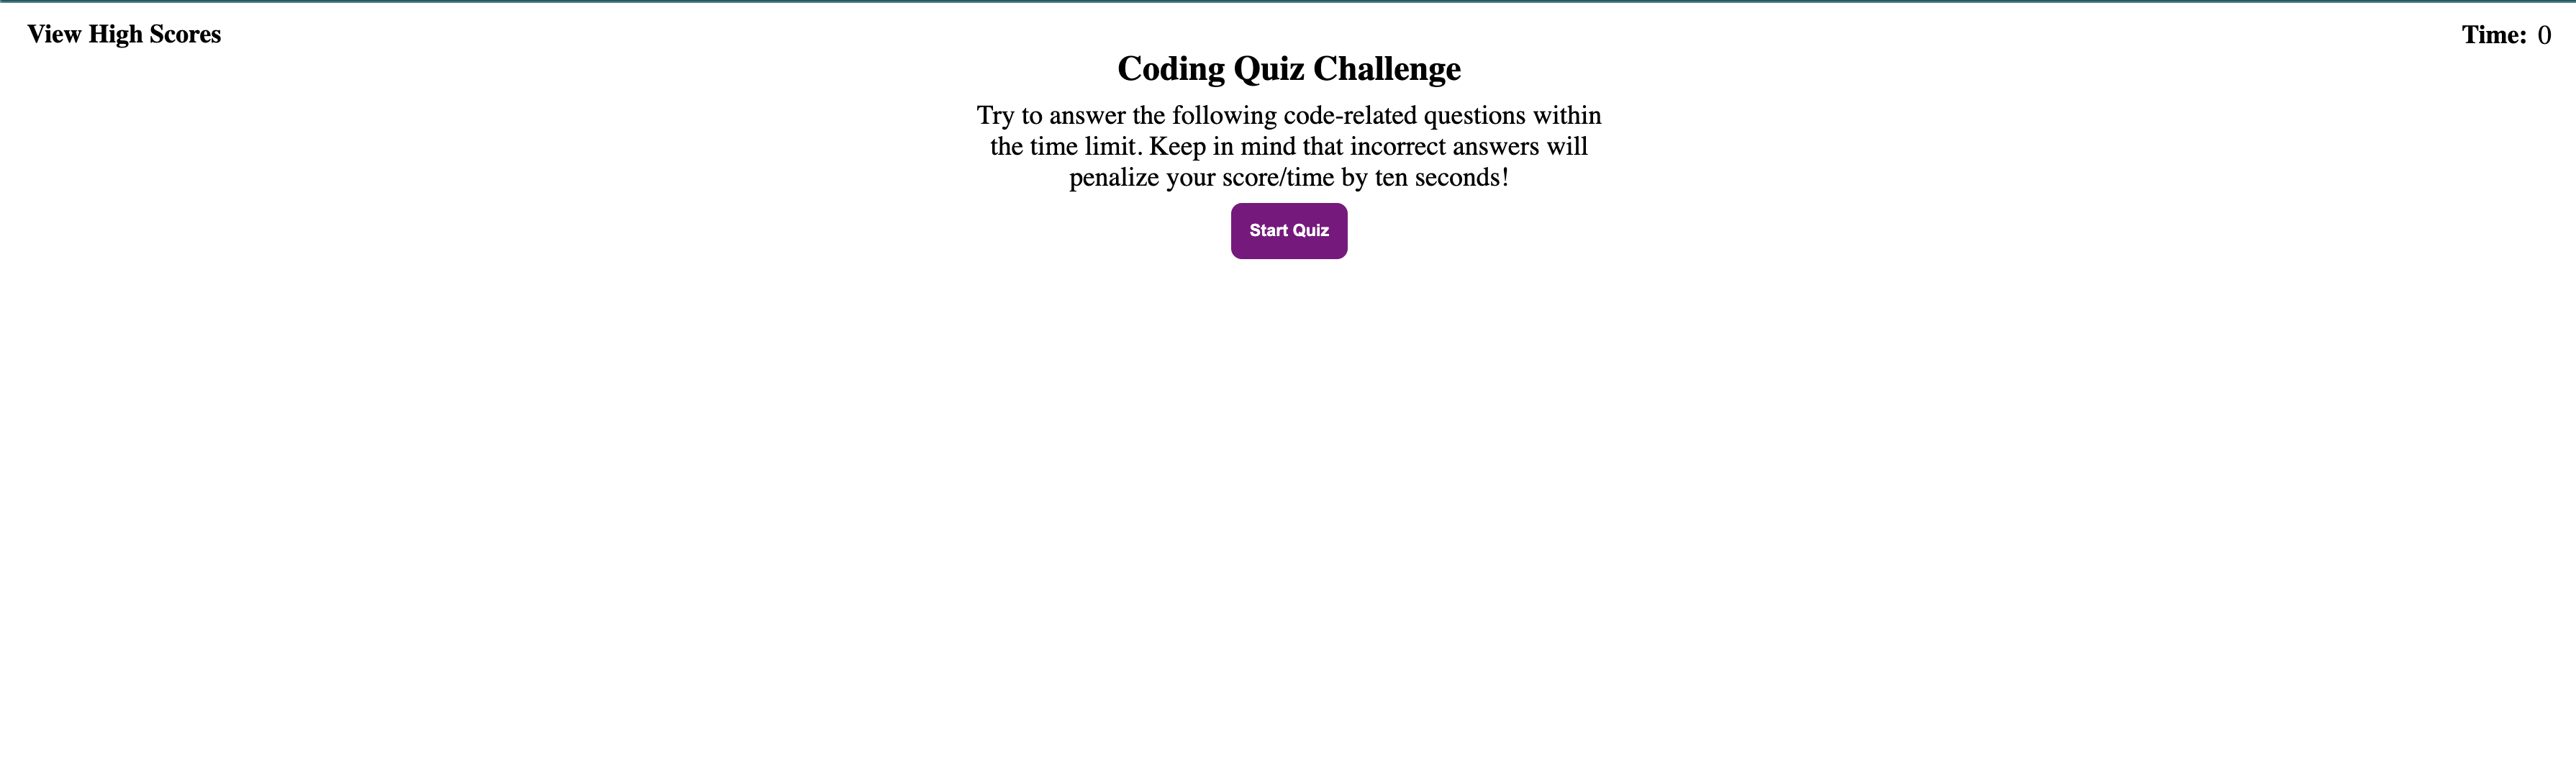 View High Scores
Time: 0
Coding Quiz Challenge
Try to answer the following code-related questions within
the time limit. Keep in mind that incorrect answers will
penalize your score/time by ten seconds!
Start Quiz